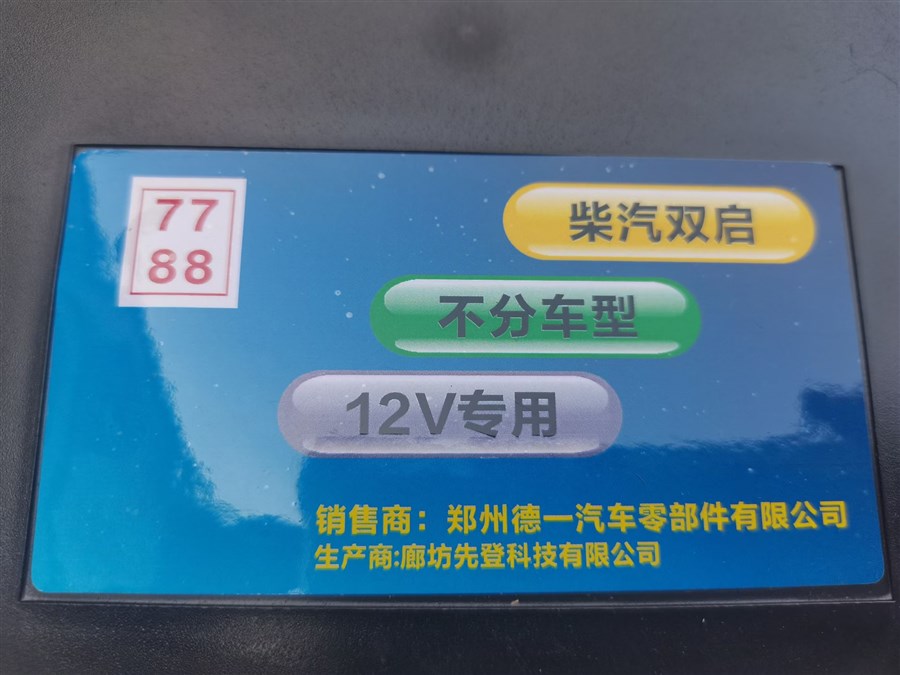 77
88
柴汽双启
不分车型
12V专用
销售商：郑州德一汽车零部件有限公司
生产商:廊坊先登科技有限公司